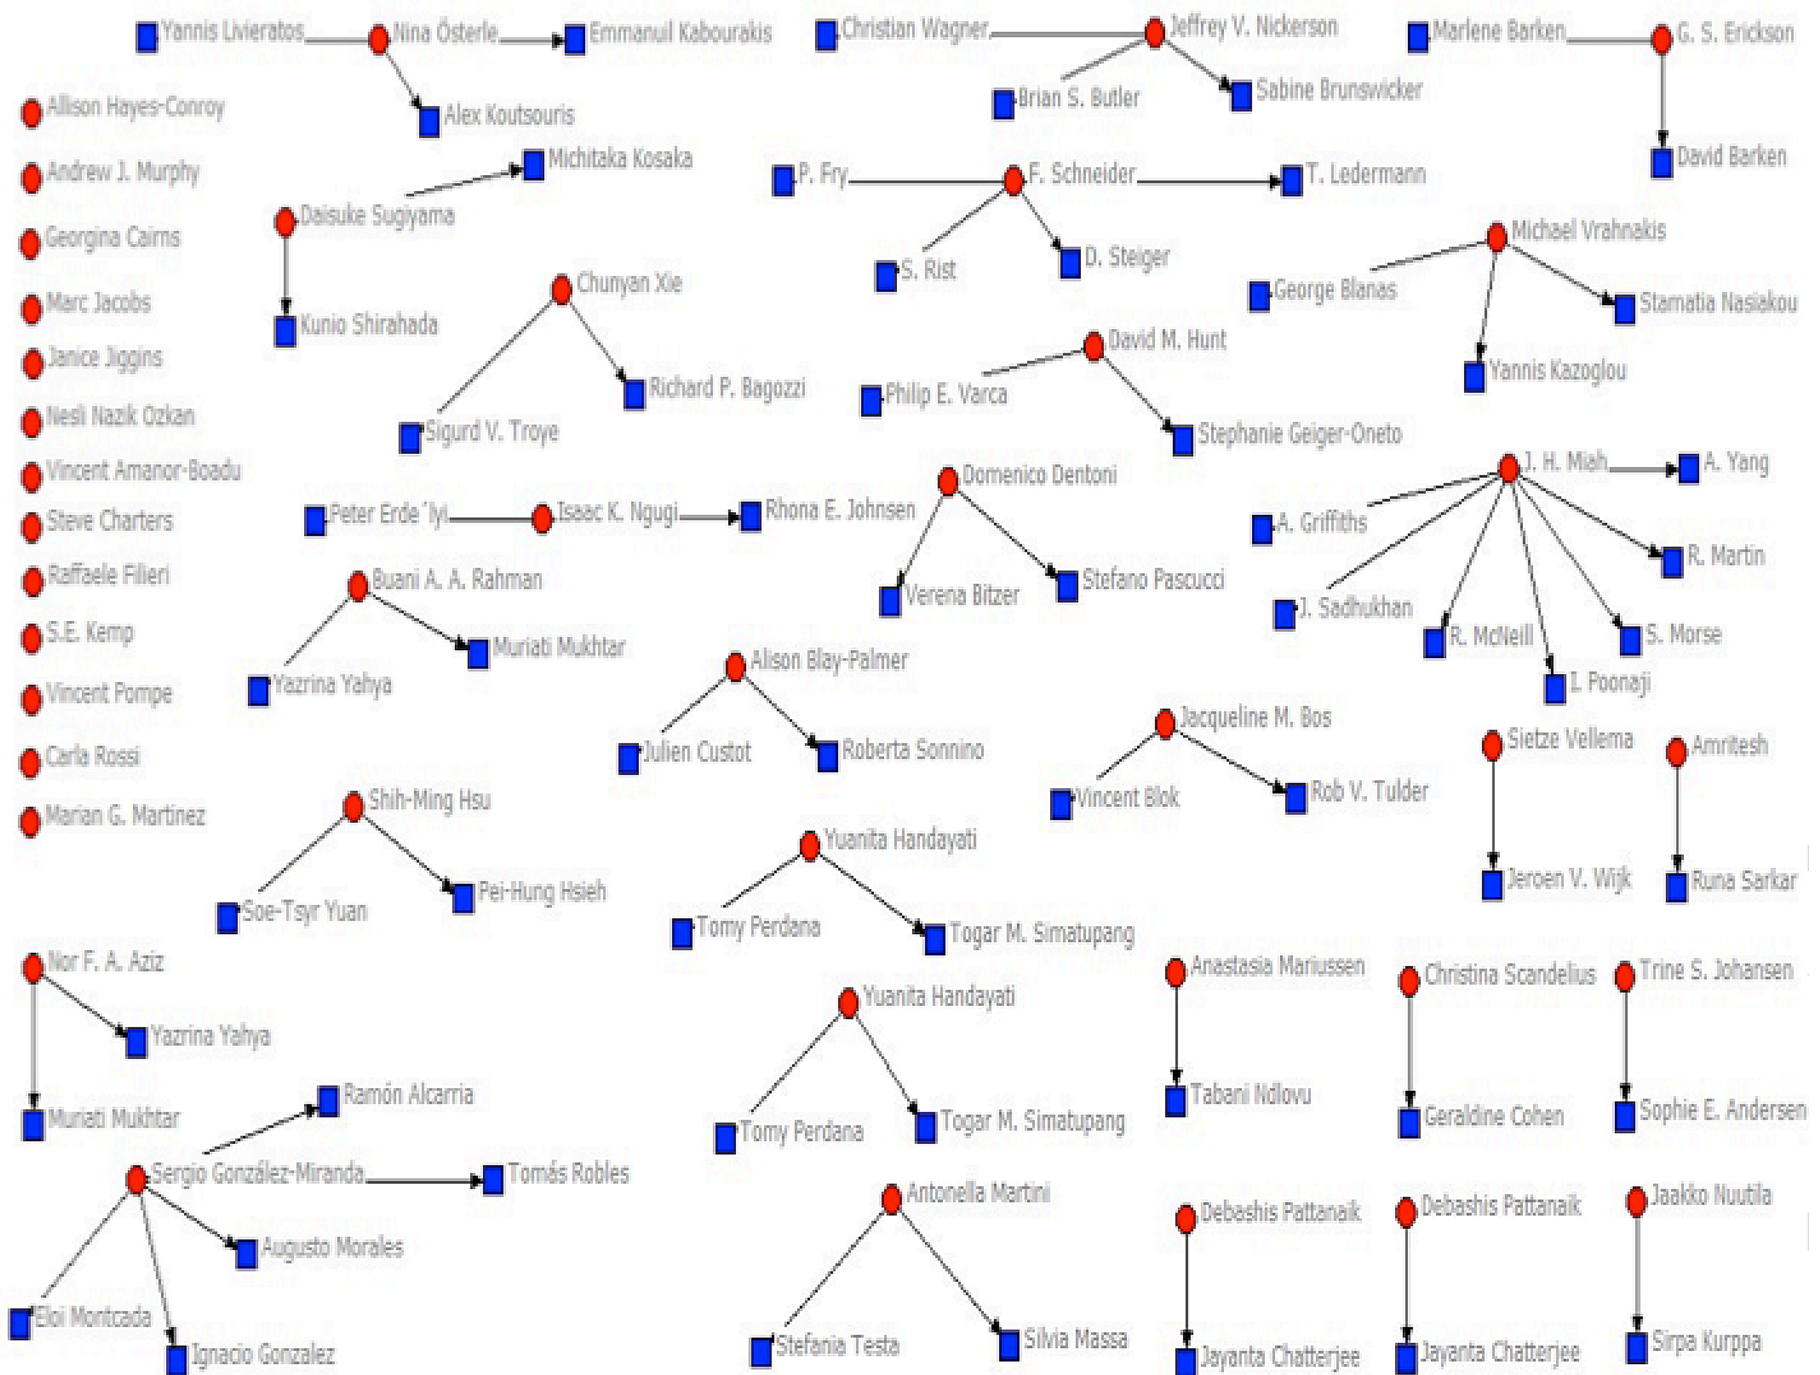 Yannis Livieratos
Nina Österle
Emmanuil Kabourakis
Christian Wagner
Jeffrey V. Nickerson
Marlene Barken
G. S. Erickson
Allison Hayes-Conroy
Alex Koutsouris
Brian S. Butler
Sabine Brunswicker
Michitaka Kosaka
David Barken
Andrew J. Murphy
P. Fry
F. Schneider
T. Ledermann
Daisuke Sugiyama
Georgina Cairns
Michael Vrahnakis
S. Rist
D. Steiger
Chunyan Xie
George Blanas
Stamatia Nasiakou
Marc Jacobs
Kunio Shirahada
David M. Hunt
Janice Jiggins
Richard P. Bagozzi
Philip E. Varca
Yannis Kazoglou
Nesli Nazik Ozkan
Sigurd V. Troye
Stephanie Geiger-Oneto
Vincent Amanor-Boadu
Domenico Dentoni
J. H. Miah
A. Yang
Steve Charters
Peter Erde´lyi
Isaac K. Ngugi
Rhona E. Johnsen
A. Griffiths
Raffaele Filieri
Buani A. A. Rahman
Verena Bitzer
Stefano Pascucci
R. Martin
J. Sadhukhan
S.E. Kemp
Muriati Mukhtar
R. McNeill
S. Morse
Alison Blay-Palmer
Vincent Pompe
Yazrina Yahya
I. Poonaji
Julien Custot
Roberta Sonnino
Jacqueline M. Bos
Sietze Vellema
Amritesh
Carla Rossi
Shih-Ming Hsu
Vincent Blok
Rob V. Tulder
Marian G. Martinez
Yuanita Handayati
Soe-Tsyr Yuan
Pei-Hung Hsieh
Jeroen V. Wijk
Runa Sarkar
Tomy Perdana
Togar M. Simatupang
Nor F. A. Aziz
Anastasia Mariussen
Christina Scandelius
Trine S. Johansen
Yuanita Handayati
Yazrina Yahya
Ramón Alcarria
Tabani Ndlovu
Muriati Mukhtar
Tomy Perdana
Togar M. Simatupang
Geraldine Cohen
Sophie E. Andersen
Sergio González-Miranda
Tomás Robles
Antonella Martini
Debashis Pattanaik
Debashis Pattanaik
Jaakko Nuutila
Augusto Morales
Eloi Montcada
Ignacio Gonzalez
Stefania Testa
Silvia Massa
Jayanta Chatterjee
Jayanta Chatterjee
Sirpa Kurppa